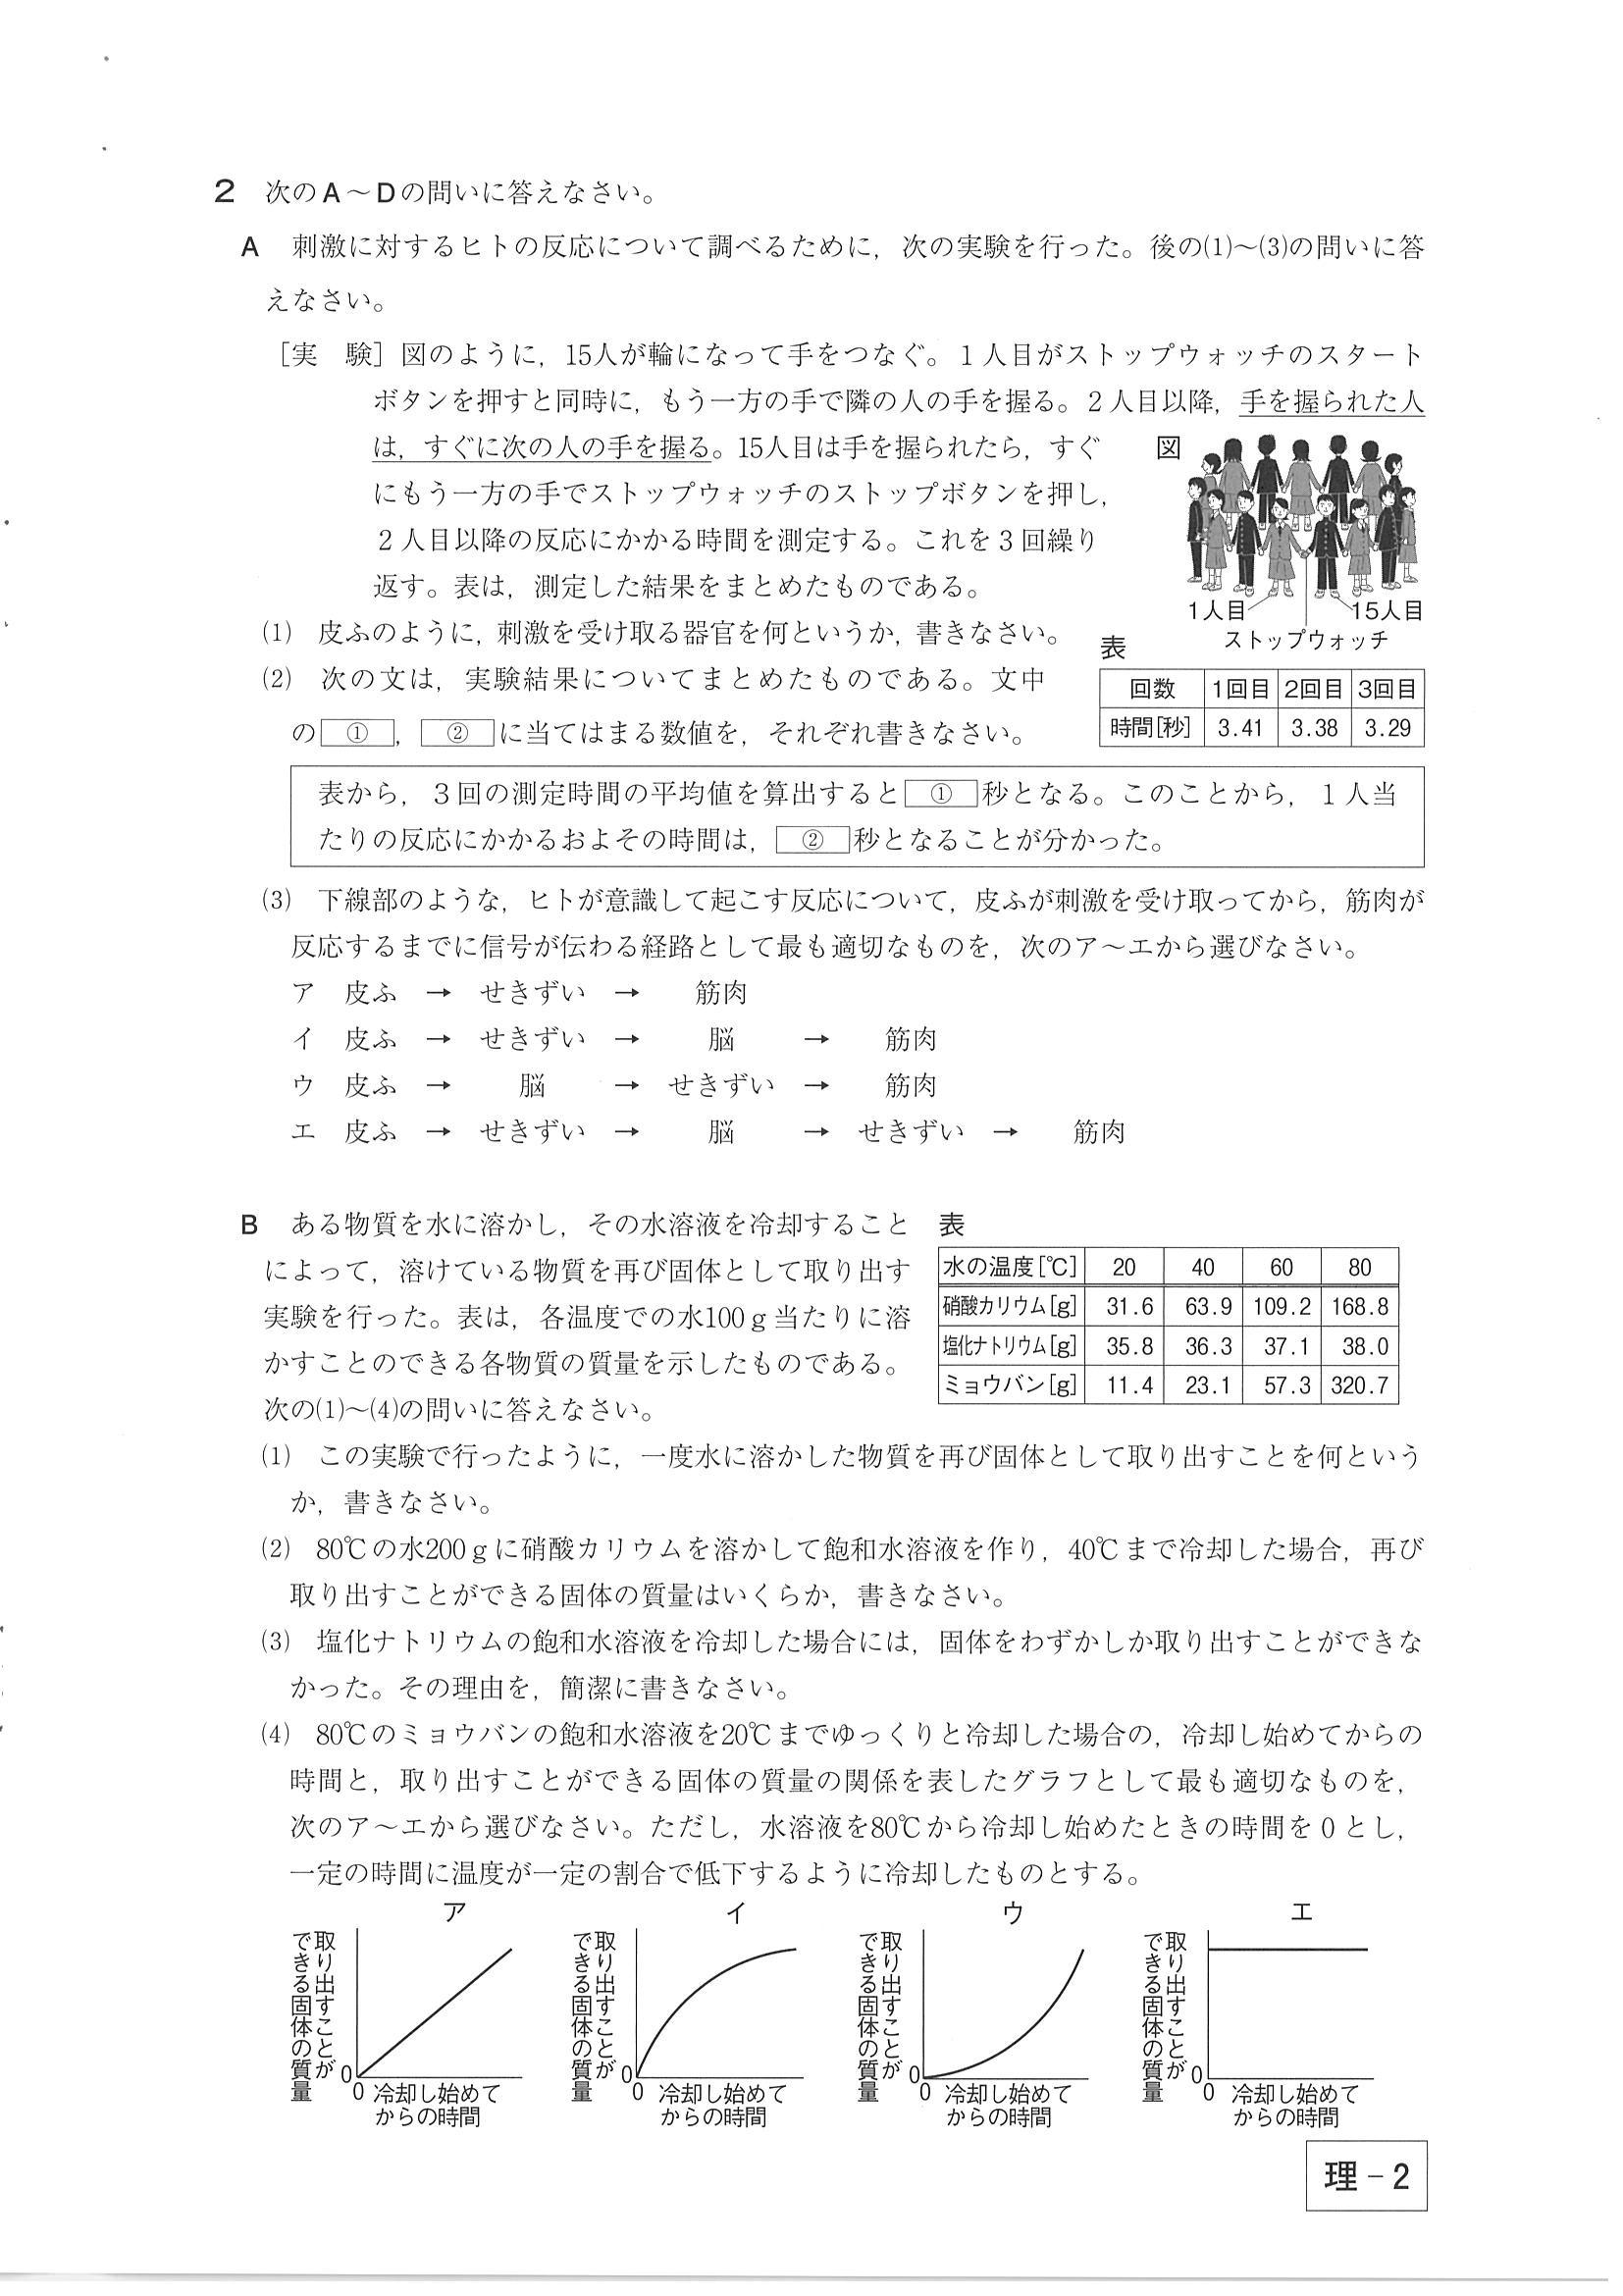 2 次のA～Dの問いに答えなさい。
A 刺激に対するヒトの反応について調べるために，次の実験を行った。後の(1)～(3)の問いに答
えなさい。
［実　験］図のように，15人が輪になって手をつなぐ。１人目がストップウォッチのスタート
ボタンを押すと同時に，もう一方の手で隣の人の手を握る。２人目以降，手を握られた人
は，すぐに次の人の手を握る。15人目は手を握られたら，すぐ
にもう一方の手でストップウォッチのストップボタンを押し，
２人目以降の反応にかかる時間を測定する。これを３回繰り
返す。表は，測定した結果をまとめたものである。
図
1人目
15人目
ストップウォッチ
(1) 皮ふのように，刺激を受け取る器官を何というか，書きなさい。
(2) 次の文は，実験結果についてまとめたものである。文中
の ① ， ② に当てはまる数値を，それぞれ書きなさい。
表
回数 1回目 2回目 3回目
時間[秒] 3.41 3.38 3.29
表から，３回の測定時間の平均値を算出すると ① 秒となる。このことから，１人当
たりの反応にかかるおよその時間は， ② 秒となることが分かった。
(3) 下線部のような，ヒトが意識して起こす反応について，皮ふが刺激を受け取ってから，筋肉が
反応するまでに信号が伝わる経路として最も適切なものを，次のア～エから選びなさい。
ア 皮ふ → せきずい → 筋肉
イ 皮ふ → せきずい → 脳 → 筋肉
ウ 皮ふ → 脳 → せきずい → 筋肉
エ 皮ふ → せきずい → 脳 → せきずい → 筋肉
B ある物質を水に溶かし，その水溶液を冷却すること
によって，溶けている物質を再び固体として取り出す
実験を行った。表は，各温度での水100ｇ当たりに溶
かすことのできる各物質の質量を示したものである。
次の(1)～(4)の問いに答えなさい。
表
水の温度[℃] 20 40 60 80
硝酸カリウム[g] 31.6 63.9 109.2 168.8
塩化ナトリウム[g] 35.8 36.3 37.1 38.0
ミョウバン[g] 11.4 23.1 57.3 320.7
(1) この実験で行ったように，一度水に溶かした物質を再び固体として取り出すことを何という
か，書きなさい。
(2) 80℃の水200ｇに硝酸カリウムを溶かして飽和水溶液を作り，40℃まで冷却した場合，再び
取り出すことができる固体の質量はいくらか，書きなさい。
(3) 塩化ナトリウムの飽和水溶液を冷却した場合には，固体をわずかしか取り出すことができな
かった。その理由を，簡潔に書きなさい。
(4) 80℃のミョウバンの飽和水溶液を20℃までゆっくりと冷却した場合の，冷却し始めてからの
時間と，取り出すことができる固体の質量の関係を表したグラフとして最も適切なものを，
次のア～エから選びなさい。ただし，水溶液を80℃から冷却し始めたときの時間を０とし，
一定の時間に温度が一定の割合で低下するように冷却したものとする。
ア
取り出すことが
できる固体の質量
0
0 冷却し始めて
からの時間
イ
取り出すことが
できる固体の質量
0
0 冷却し始めて
からの時間
ウ
取り出すことが
できる固体の質量
0
0 冷却し始めて
からの時間
エ
取り出すことが
できる固体の質量
0
0 冷却し始めて
からの時間
理－2